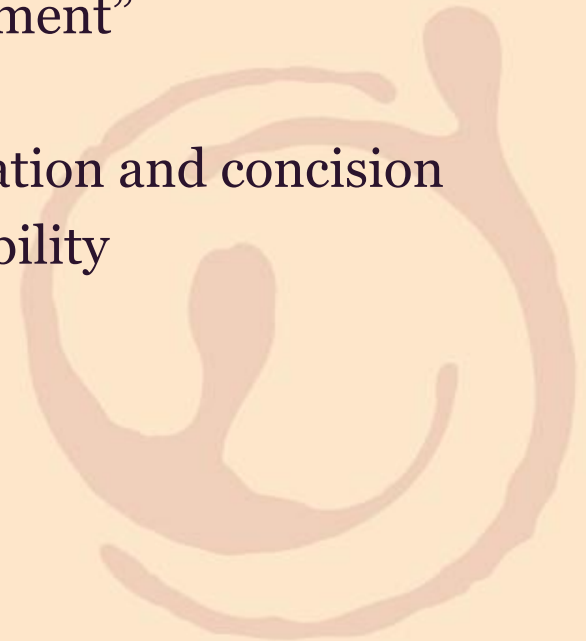 ment”
ation and concision
bility